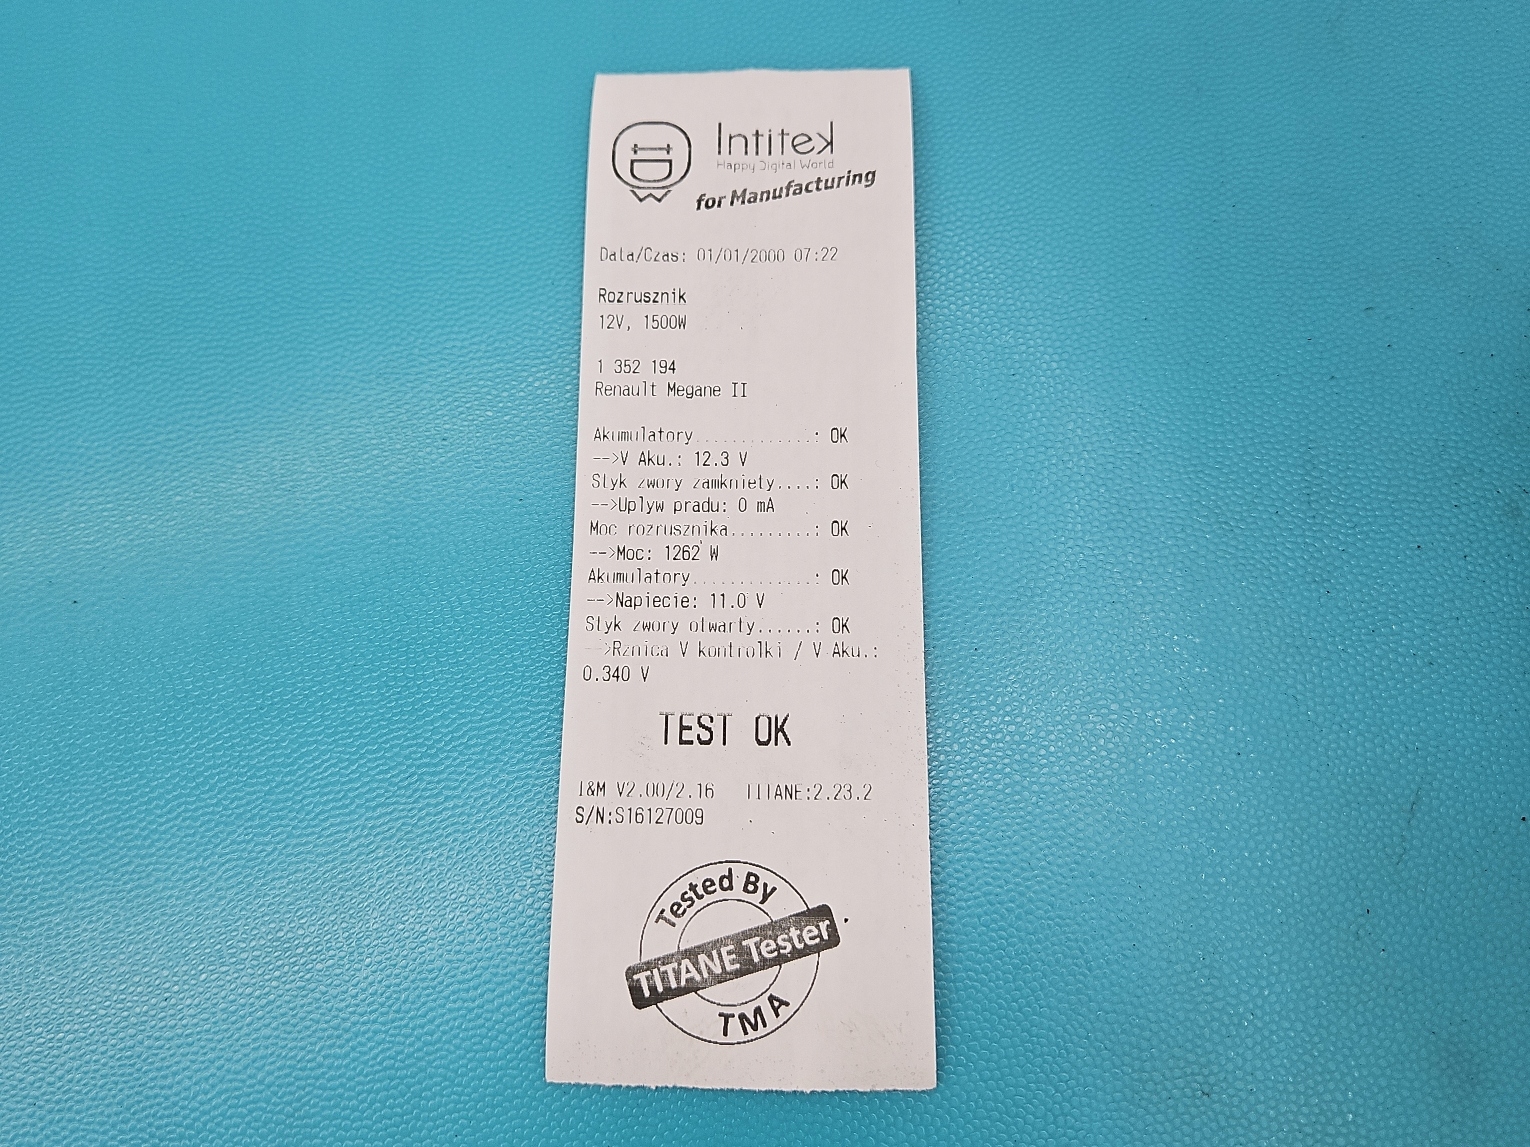 Intitek
Happy Digital World
for Manufacturing
Data/Czas: 01/01/2000 07:22
Rozrusznik
12V, 1500W
1 352 194
Renault Megane II
Akumulatory.............: OK
-->V Aku.: 12.3 V
Styk zwory zamkniety....: OK
-->Uplyw pradu: 0 mA
Moc rozrusznika.........: OK
-->Moc: 1262 W
Akumulatory.............: OK
-->Napiecie: 11.0 V
Styk zwory otwarty......: OK
-->Rznica V kontrolki / V Aku.:
0.340 V
TEST OK
I&M V2.00/2.16 TITANE:2.23.2
S/N:S16127009
Tested By
TITANE Tester
TMA